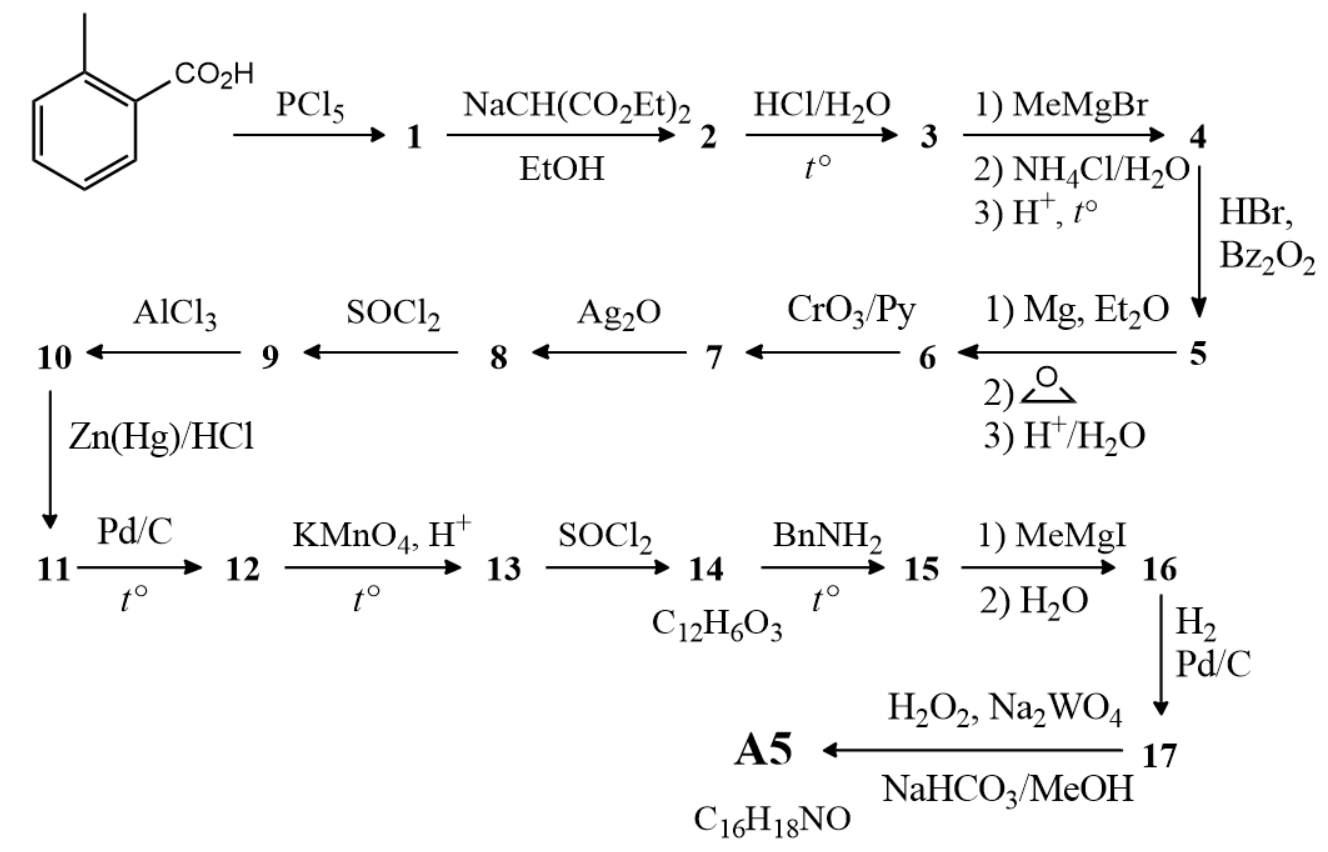 CO₂H
PCl₅
1
NaCH(CO₂Et)₂
EtOH
2
HCl/H₂O
t°
3
1) MeMgBr
2) NH₄Cl/H₂O
3) H⁺, t°
4
HBr,
Bz₂O₂
5
1) Mg, Et₂O
2) O
3) H⁺/H₂O
6
CrO₃/Py
7
Ag₂O
8
SOCl₂
9
AlCl₃
10
Zn(Hg)/HCl
11
Pd/C
t°
12
KMnO₄, H⁺
t°
13
SOCl₂
14
C₁₂H₆O₃
BnNH₂
t°
15
1) MeMgI
2) H₂O
16
H₂
Pd/C
17
H₂O₂, Na₂WO₄
NaHCO₃/MeOH
A5
C₁₆H₁₈NO